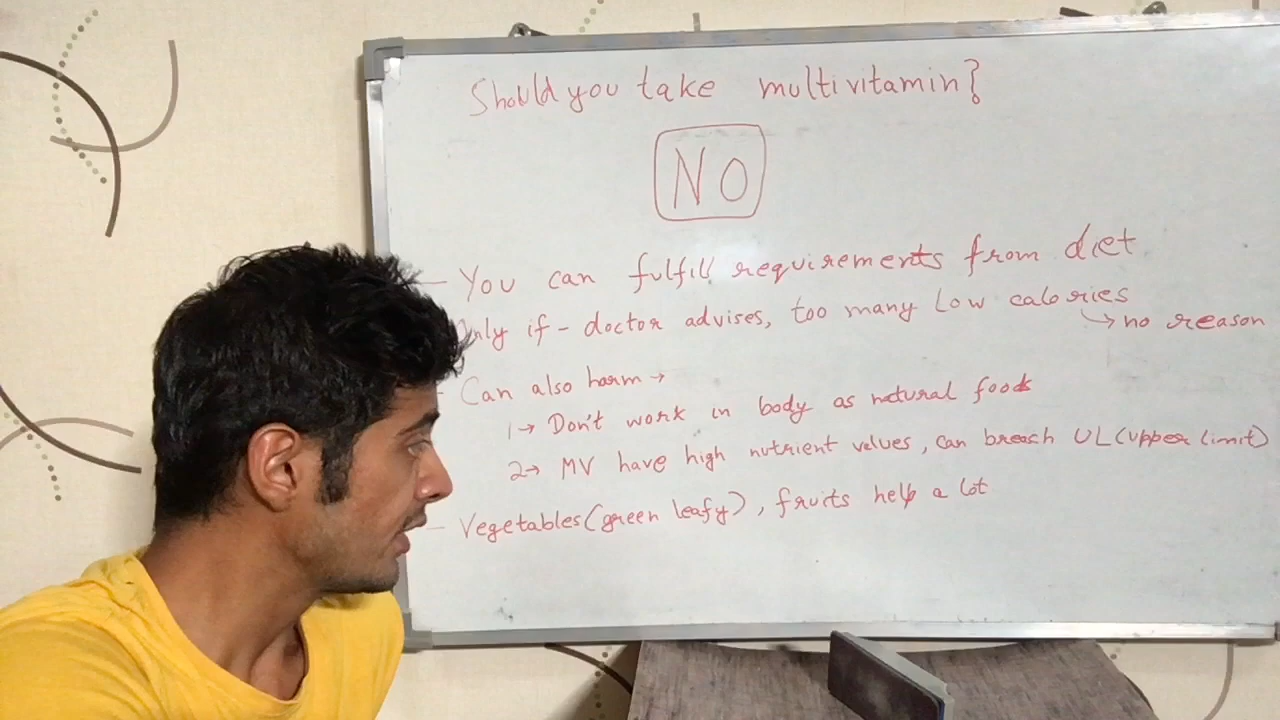 Should you take multivitamin?
NO
- You can fulfill requirements from diet
Only if - doctor advises, too many Low calories
↳ no reason
- Can also harm →
1→ Don't work in body as natural foods
2→ MV have high nutrient values, can breach UL (Upper limit)
- Vegetables (green leafy), fruits help a lot